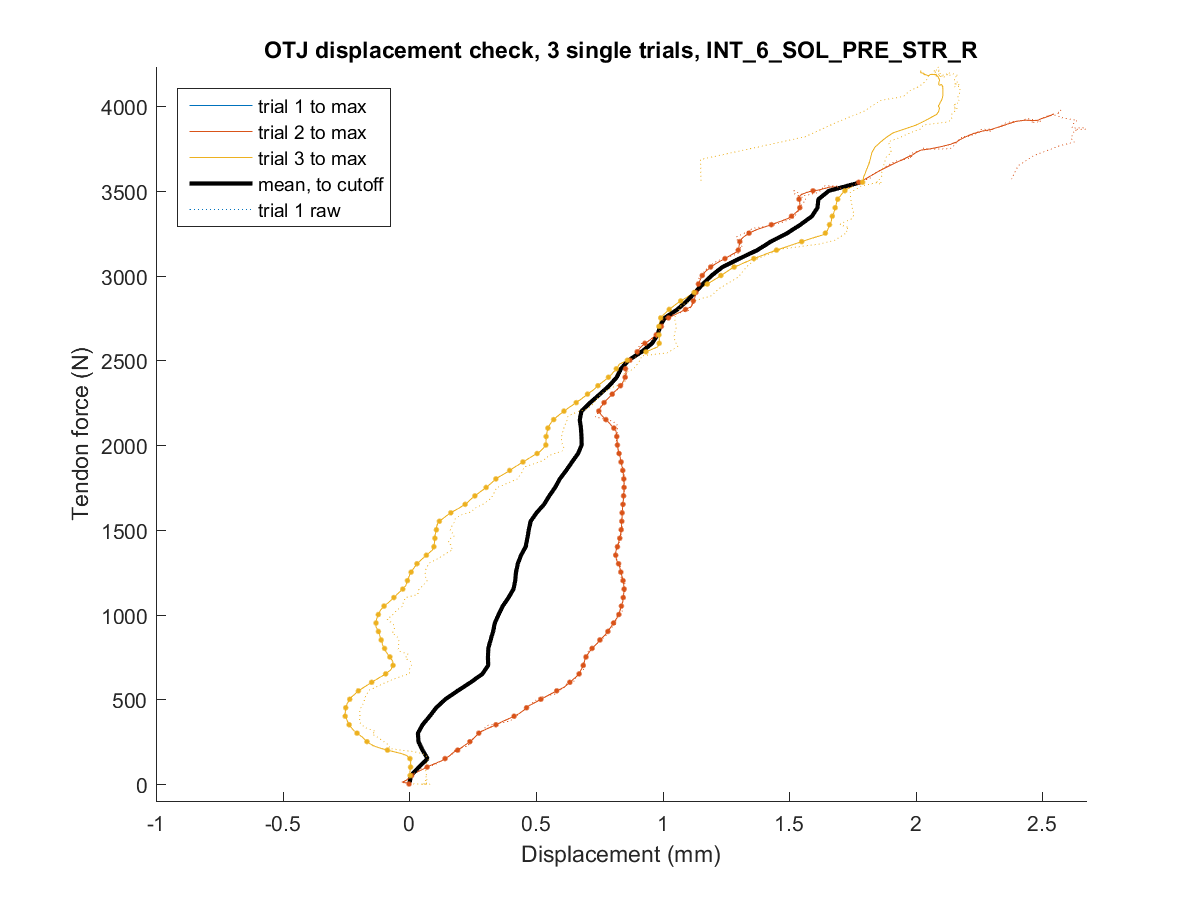 OTJ displacement check, 3 single trials, INT_6_SOL_PRE_STR_R
trial 1 to max
trial 2 to max
trial 3 to max
mean, to cutoff
trial 1 raw
4000
3500
3000
2500
2000
1500
1000
500
0
Tendon force (N)
-1
-0.5
0
0.5
1
1.5
2
2.5
Displacement (mm)